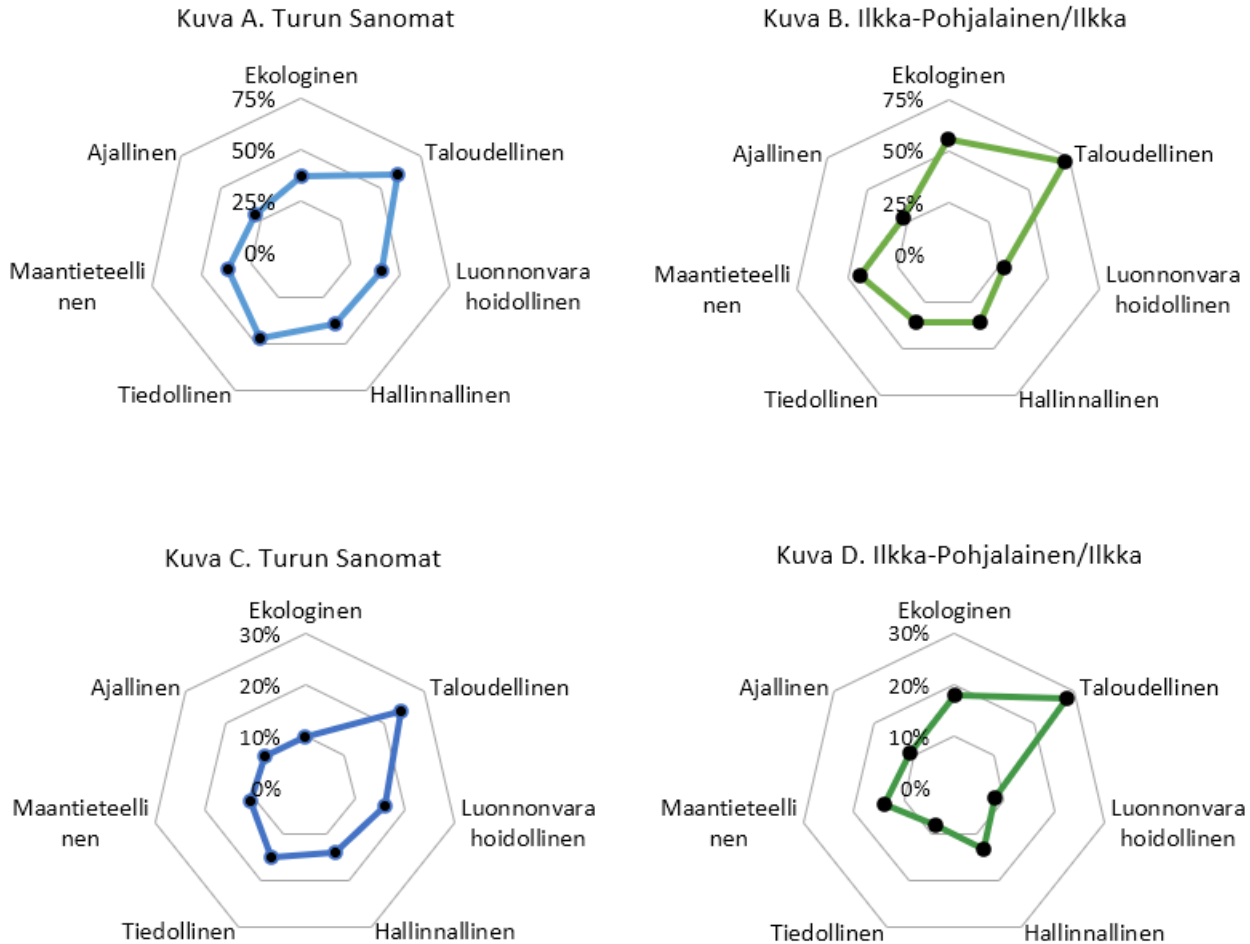 Kuva A. Turun Sanomat
Ekologinen
75%
50%
25%
0%
Taloudellinen
Luonnonvara
hoidollinen
Hallinnallinen
Tiedollinen
Maantieteelli
nen
Ajallinen
Kuva B. Ilkka-Pohjalainen/Ilkka
Ekologinen
75%
50%
25%
0%
Taloudellinen
Luonnonvara
hoidollinen
Hallinnallinen
Tiedollinen
Maantieteelli
nen
Ajallinen
Kuva C. Turun Sanomat
Ekologinen
30%
20%
10%
0%
Taloudellinen
Luonnonvara
hoidollinen
Hallinnallinen
Tiedollinen
Maantieteelli
nen
Ajallinen
Kuva D. Ilkka-Pohjalainen/Ilkka
Ekologinen
30%
20%
10%
0%
Taloudellinen
Luonnonvara
hoidollinen
Hallinnallinen
Tiedollinen
Maantieteelli
nen
Ajallinen